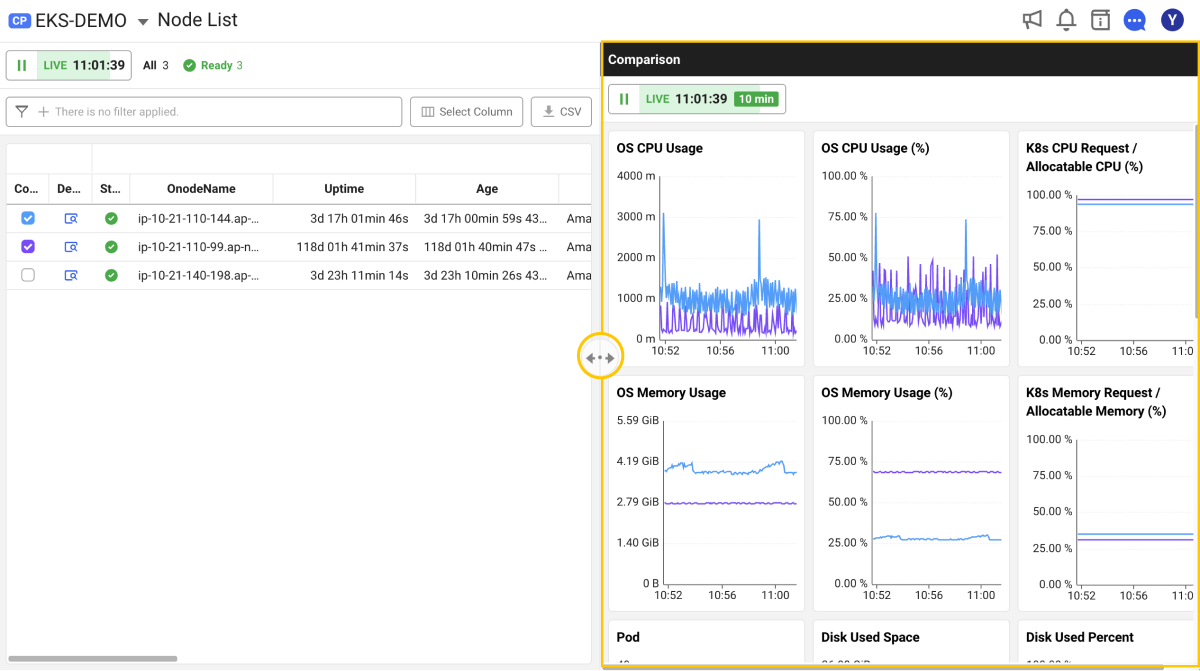 CP EKS-DEMO Node List
Y
LIVE 11:01:39 All 3 Ready 3
There is no filter applied. Select Column CSV
Co... De... St... OnodeName Uptime Age
ip-10-21-110-144.ap-... 3d 17h 01min 46s 3d 17h 00min 59s 43... Ama
ip-10-21-110-99.ap-n... 118d 01h 41min 37s 118d 01h 40min 47s ... Ama
ip-10-21-140-198.ap-... 3d 23h 11min 14s 3d 23h 10min 26s 43... Ama
Comparison
LIVE 11:01:39 10 min
OS CPU Usage
4000 m
3000 m
2000 m
1000 m
0 m
10:52 10:56 11:00
OS CPU Usage (%)
100.00 %
75.00 %
50.00 %
25.00 %
0.00 %
10:52 10:56 11:00
K8s CPU Request /
Allocatable CPU (%)
100.00 %
75.00 %
50.00 %
25.00 %
0.00 %
10:52 10:56 11:0
OS Memory Usage
5.59 GiB
4.19 GiB
2.79 GiB
1.40 GiB
0 B
10:52 10:56 11:00
OS Memory Usage (%)
100.00 %
75.00 %
50.00 %
25.00 %
0.00 %
10:52 10:56 11:00
K8s Memory Request /
Allocatable Memory (%)
100.00 %
75.00 %
50.00 %
25.00 %
0.00 %
10:52 10:56 11:0
Pod
Disk Used Space
Disk Used Percent